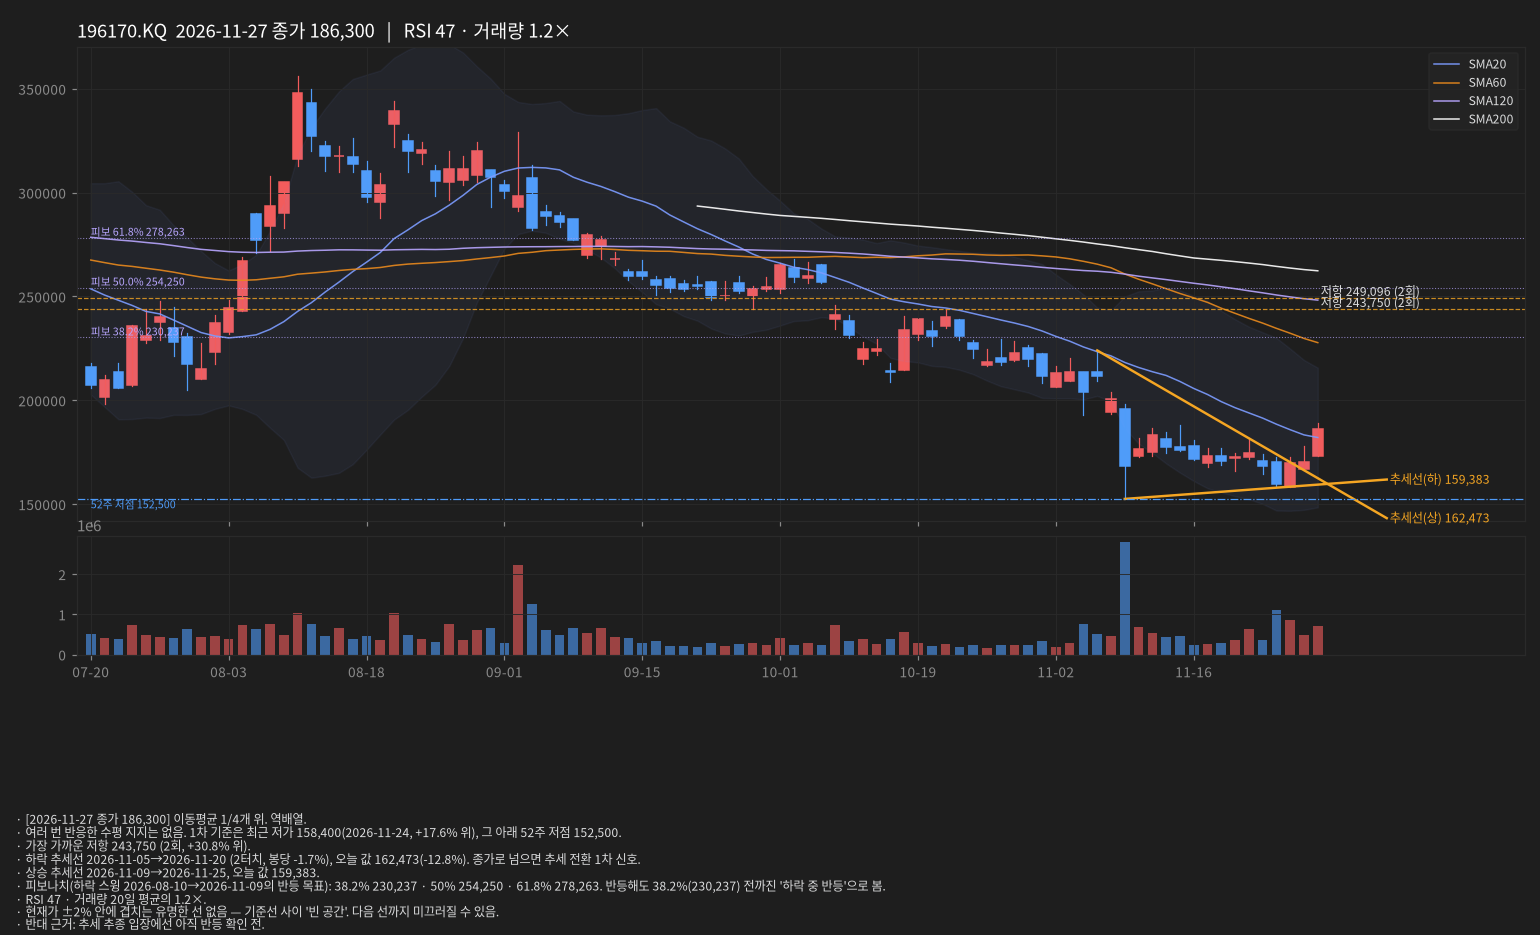 196170.KQ 2026-11-27 종가 186,300 | RSI 47 · 거래량 1.2×
SMA20
SMA60
SMA120
SMA200
350000
300000
250000
200000
150000
피보 61.8% 278,263
피보 50.0% 254,250
피보 38.2% 230,237
52주 저점 152,500
저항 249,096 (2회)
저항 243,750 (2회)
추세선(하) 159,383
추세선(상) 162,473
1e6
2
1
0
07-20 08-03 08-18 09-01 09-15 10-01 10-19 11-02 11-16
· [2026-11-27 종가 186,300] 이동평균 1/4개 위. 역배열.
· 여러 번 반응한 수평 지지는 없음. 1차 기준은 최근 저가 158,400(2026-11-24, +17.6% 위), 그 아래 52주 저점 152,500.
· 가장 가까운 저항 243,750 (2회, +30.8% 위).
· 하락 추세선 2026-11-05→2026-11-20 (2터치, 봉당 -1.7%), 오늘 값 162,473(-12.8%). 종가로 넘으면 추세 전환 1차 신호.
· 상승 추세선 2026-11-09→2026-11-25, 오늘 값 159,383.
· 피보나치(하락 스윙 2026-08-10→2026-11-09의 반등 목표): 38.2% 230,237 · 50% 254,250 · 61.8% 278,263. 반등해도 38.2%(230,237) 전까진 '하락 중 반등'으로 봄.
· RSI 47 · 거래량 20일 평균의 1.2×.
· 현재가 ±2% 안에 겹치는 유명한 선 없음 — 기준선 사이 '빈 공간'. 다음 선까지 미끄러질 수 있음.
· 반대 근거: 추세 추종 입장에선 아직 반등 확인 전.